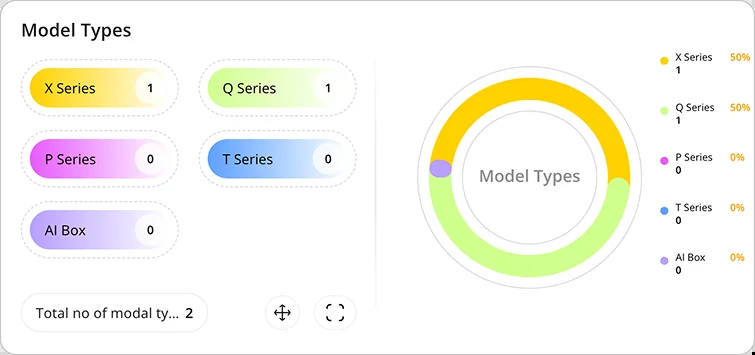 Model Types
X Series 1
Q Series 1
P Series 0
T Series 0
AI Box 0
Total no of modal ty... 2
Model Types
X Series 50%
1
Q Series 50%
1
P Series 0%
0
T Series 0%
0
AI Box 0%
0